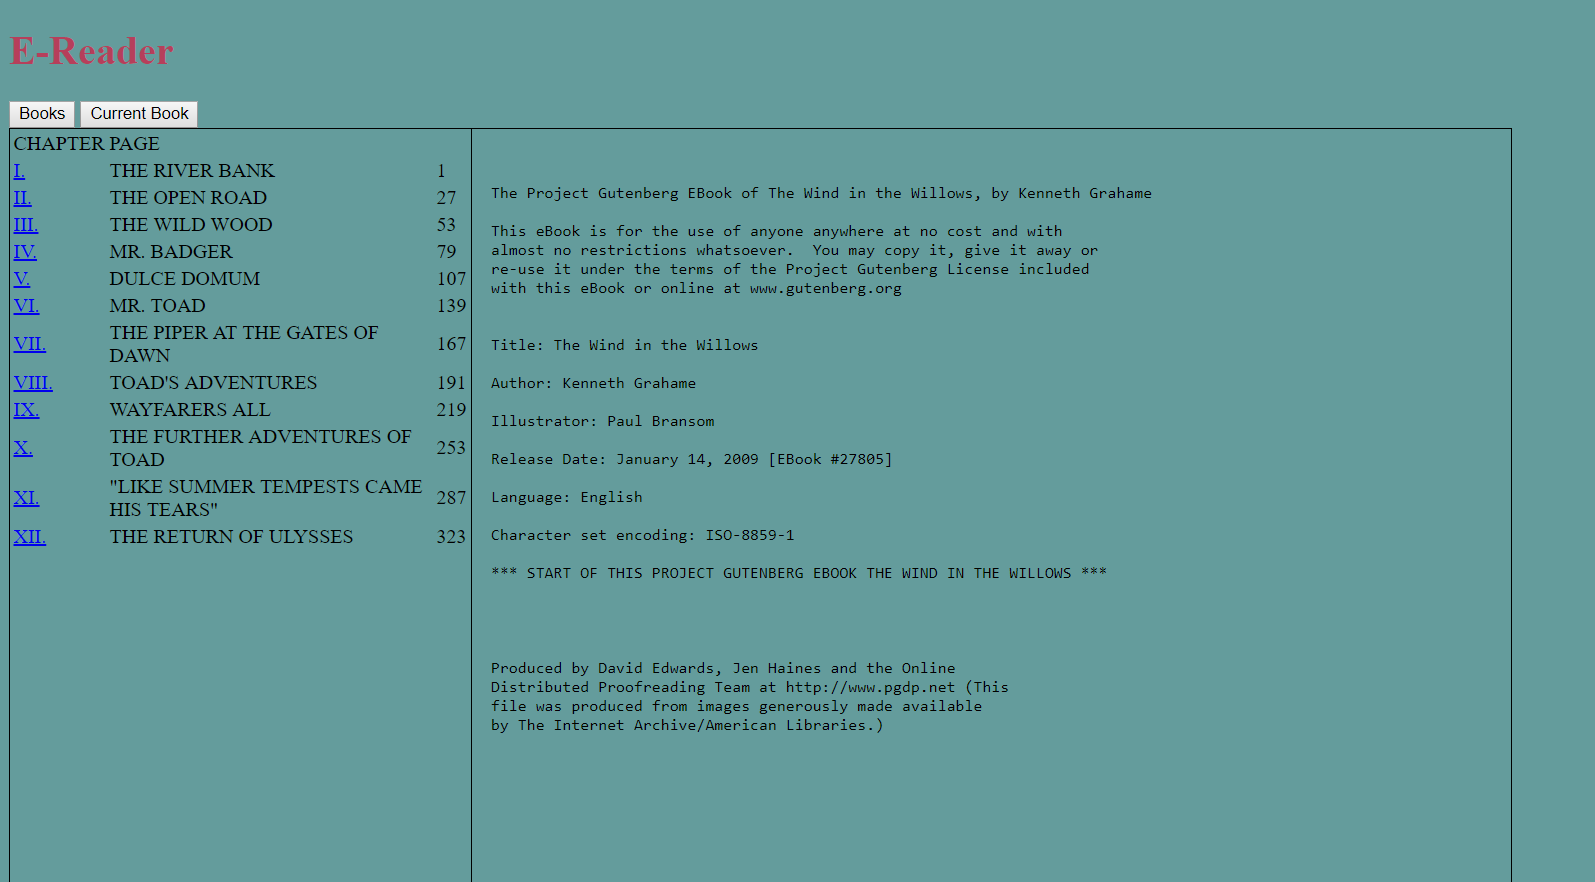 E-Reader
Books Current Book
CHAPTER PAGE
I. THE RIVER BANK 1
II. THE OPEN ROAD 27
III. THE WILD WOOD 53
IV. MR. BADGER 79
V. DULCE DOMUM 107
VI. MR. TOAD 139
VII. THE PIPER AT THE GATES OF
DAWN 167
VIII. TOAD'S ADVENTURES 191
IX. WAYFARERS ALL 219
X. THE FURTHER ADVENTURES OF
TOAD 253
XI. "LIKE SUMMER TEMPESTS CAME
HIS TEARS" 287
XII. THE RETURN OF ULYSSES 323
The Project Gutenberg EBook of The Wind in the Willows, by Kenneth Grahame
This eBook is for the use of anyone anywhere at no cost and with
almost no restrictions whatsoever.  You may copy it, give it away or
re-use it under the terms of the Project Gutenberg License included
with this eBook or online at www.gutenberg.org
Title: The Wind in the Willows
Author: Kenneth Grahame
Illustrator: Paul Bransom
Release Date: January 14, 2009 [EBook #27805]
Language: English
Character set encoding: ISO-8859-1
*** START OF THIS PROJECT GUTENBERG EBOOK THE WIND IN THE WILLOWS ***
Produced by David Edwards, Jen Haines and the Online
Distributed Proofreading Team at http://www.pgdp.net (This
file was produced from images generously made available
by The Internet Archive/American Libraries.)